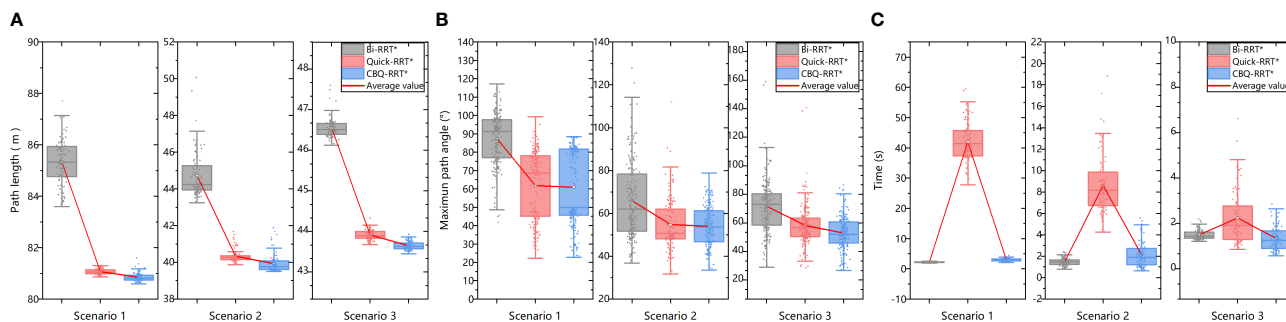 A
Path length ( m )
90
88
86
84
82
80
Scenario 1
52
50
48
46
44
42
40
38
Scenario 2
48
47
46
45
44
43
Bi-RRT*
Quick-RRT*
CBQ-RRT*
Average value
Scenario 3
B
Maximun path angle (°)
140
130
120
110
100
90
80
70
60
50
40
30
20
10
0
Scenario 1
140
120
100
80
60
40
20
Scenario 2
180
160
140
120
100
80
60
40
20
Bi-RRT*
Quick-RRT*
CBQ-RRT*
Average value
Scenario 3
C
Time (s)
75
70
60
50
40
30
20
10
0
-10
Scenario 1
22
20
18
16
14
12
10
8
6
4
2
0
-2
Scenario 2
10
8
6
4
2
0
Bi-RRT*
Quick-RRT*
CBQ-RRT*
Average value
Scenario 3